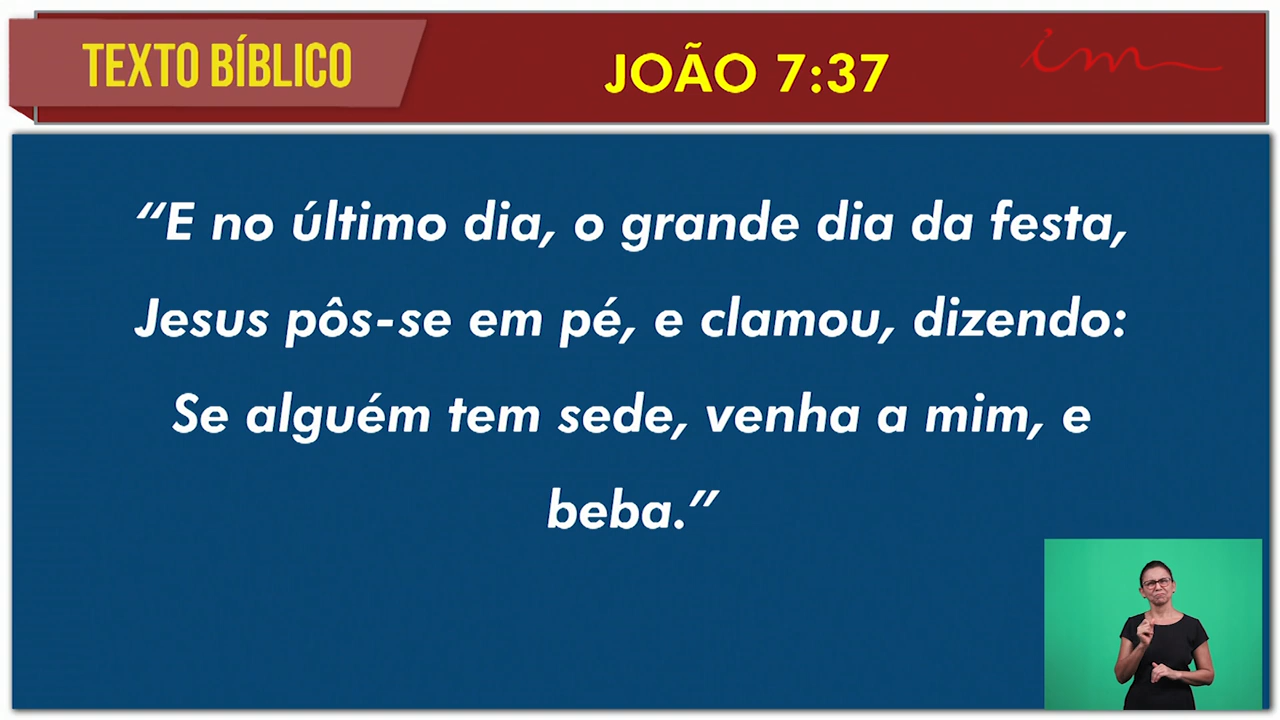 TEXTO BÍBLICO
JOÃO 7:37
im
“E no último dia, o grande dia da festa,
Jesus pôs-se em pé, e clamou, dizendo:
Se alguém tem sede, venha a mim, e
beba.”